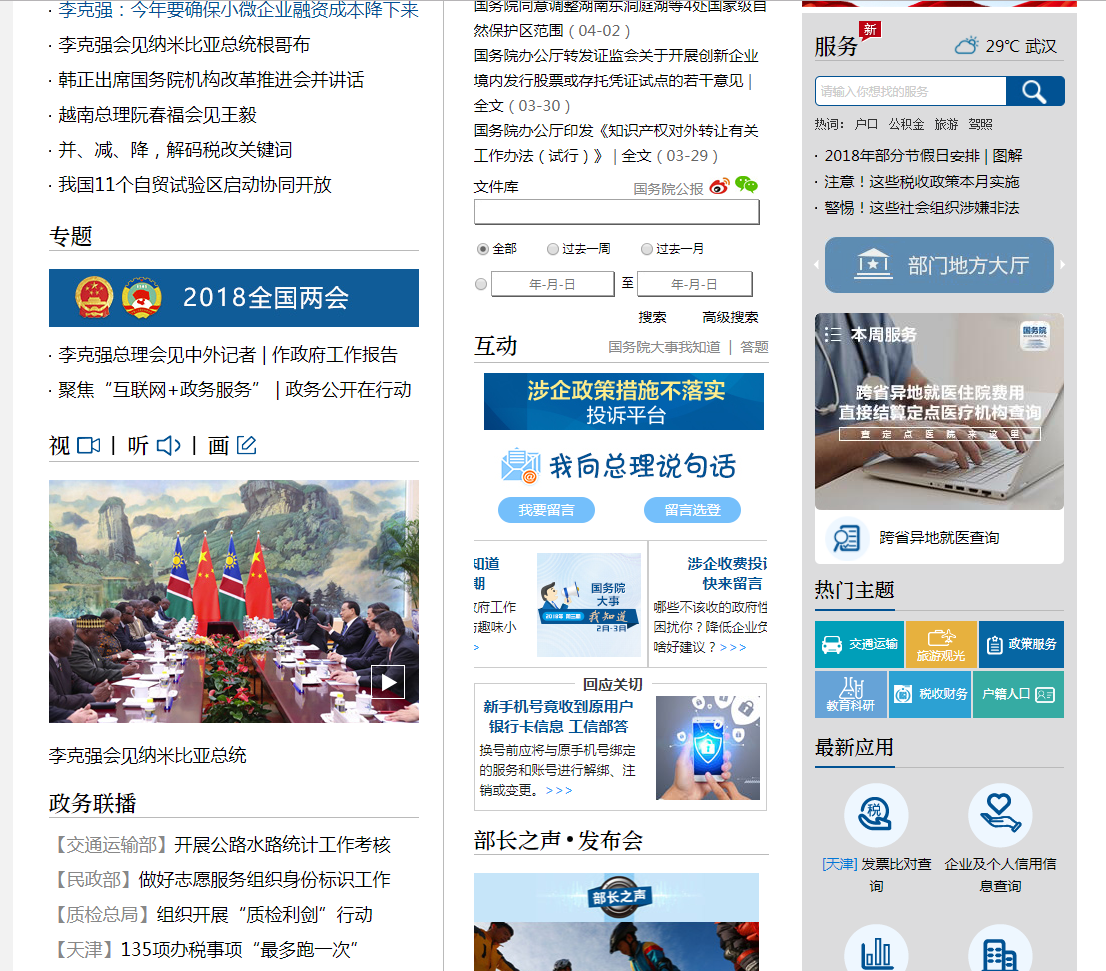 · 李克强：今年要确保小微企业融资成本降下来
· 李克强会见纳米比亚总统根哥布
· 韩正出席国务院机构改革推进会并讲话
· 越南总理阮春福会见王毅
· 并、减、降，解码税改关键词
· 我国11个自贸试验区启动协同开放
专题
2018全国两会
· 李克强总理会见中外记者 | 作政府工作报告
· 聚焦“互联网+政务服务” | 政务公开在行动
视 | 听 | 画
李克强会见纳米比亚总统
政务联播
【交通运输部】开展公路水路统计工作考核
【民政部】做好志愿服务组织身份标识工作
【质检总局】组织开展“质检利剑”行动
【天津】135项办税事项“最多跑一次”
国务院同意调整湖南东洞庭湖等4处国家级自
然保护区范围（04-02）
国务院办公厅转发证监会关于开展创新企业
境内发行股票或存托凭证试点的若干意见 |
全文（03-30）
国务院办公厅印发《知识产权对外转让有关
工作办法（试行）》 | 全文（03-29）
文件库 国务院公报
全部 过去一周 过去一月
年-月-日 至 年-月-日
搜索 高级搜索
互动 国务院大事我知道 | 答题
涉企政策措施不落实
投诉平台
我向总理说句话
我要留言 留言选登
知道
期
政府工作
与趣味小
>
国务院
大事
2018年 第三期 我知道
2月-3月
涉企收费投诉
快来留言
哪些不该收的政府性
困扰你？降低企业负
啥好建议？>>>
回应关切
新手机号竟收到原用户
银行卡信息 工信部答
换号前应将与原手机号绑定
的服务和账号进行解绑、注
销或变更。>>>
部长之声•发布会
部长之声
服务 新 29℃ 武汉
请输入你想找的服务
热词： 户口 公积金 旅游 驾照
· 2018年部分节假日安排 | 图解
· 注意！这些税收政策本月实施
· 警惕！这些社会组织涉嫌非法
部门地方大厅
本周服务 国务院
跨省异地就医住院费用
直接结算定点医疗机构查询
查定点医院来这里
跨省异地就医查询
热门主题
交通运输 旅游观光 政策服务
教育科研 税收财务 户籍人口
最新应用
税
[天津] 发票比对查
询
企业及个人信用信
息查询